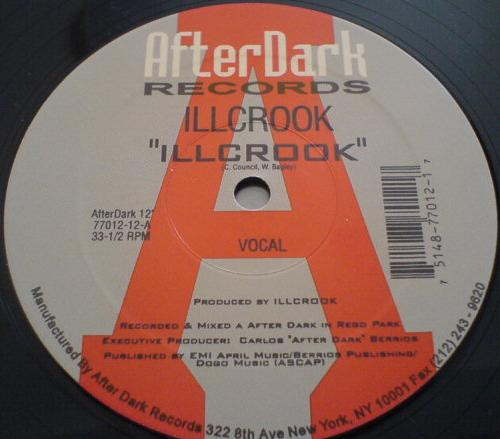 AfterDark
RECORDS
ILLCROOK
"ILLCROOK"
(C. Council, W. Bagley)
AfterDark 12"
77012-12-A
33-1/2 RPM
VOCAL
7 5148-77012-1 7
PRODUCED BY ILLCROOK
RECORDED & MIXED A AFTER DARK IN REGO PARK
EXECUTIVE PRODUCER: CARLOS "AFTER DARK" BERRIOS
PUBLISHED BY EMI APRIL MUSIC/BERRIOS PUBLISHING/
DOGO MUSIC (ASCAP)
Manufactured By After Dark Records 322 8th Ave New York, NY 10001 Fax (212) 243 - 9620